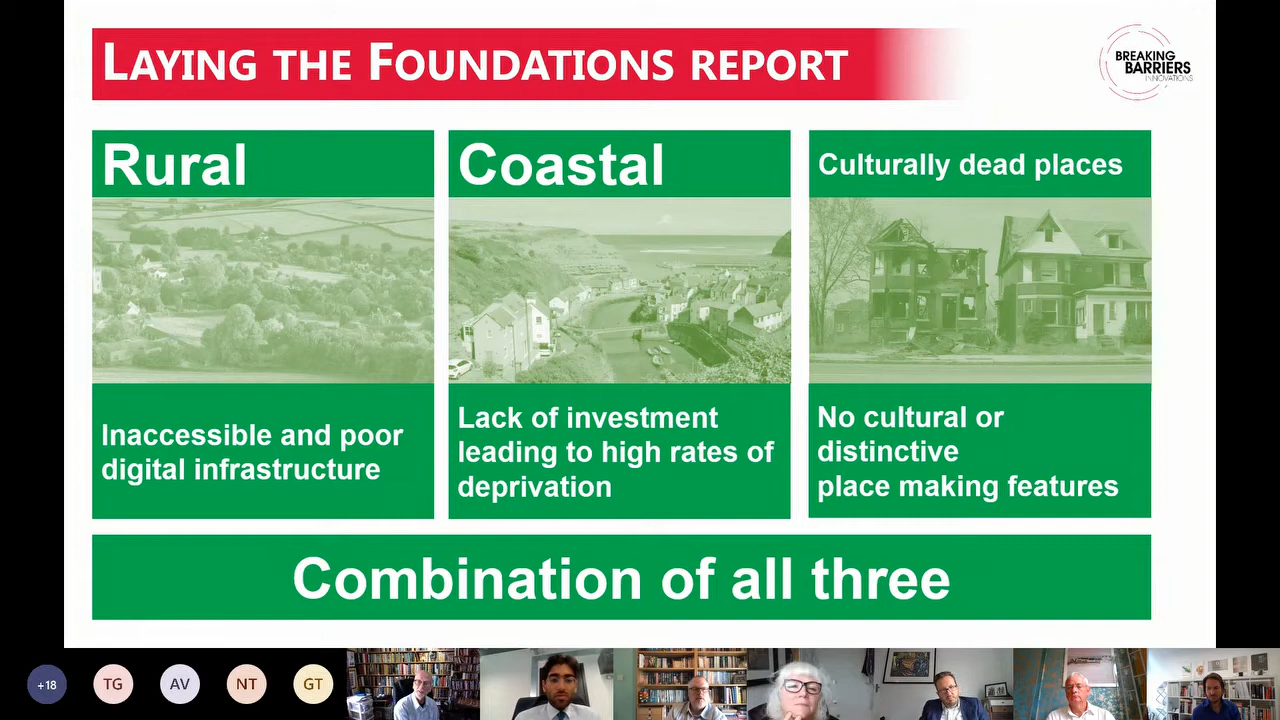 LAYING THE FOUNDATIONS REPORT
BREAKING
BARRIERS
INNOVATIONS
Rural
Coastal
Culturally dead places
Inaccessible and poor
digital infrastructure
Lack of investment
leading to high rates of
deprivation
No cultural or
distinctive
place making features
Combination of all three
+18
TG
AV
NT
GT